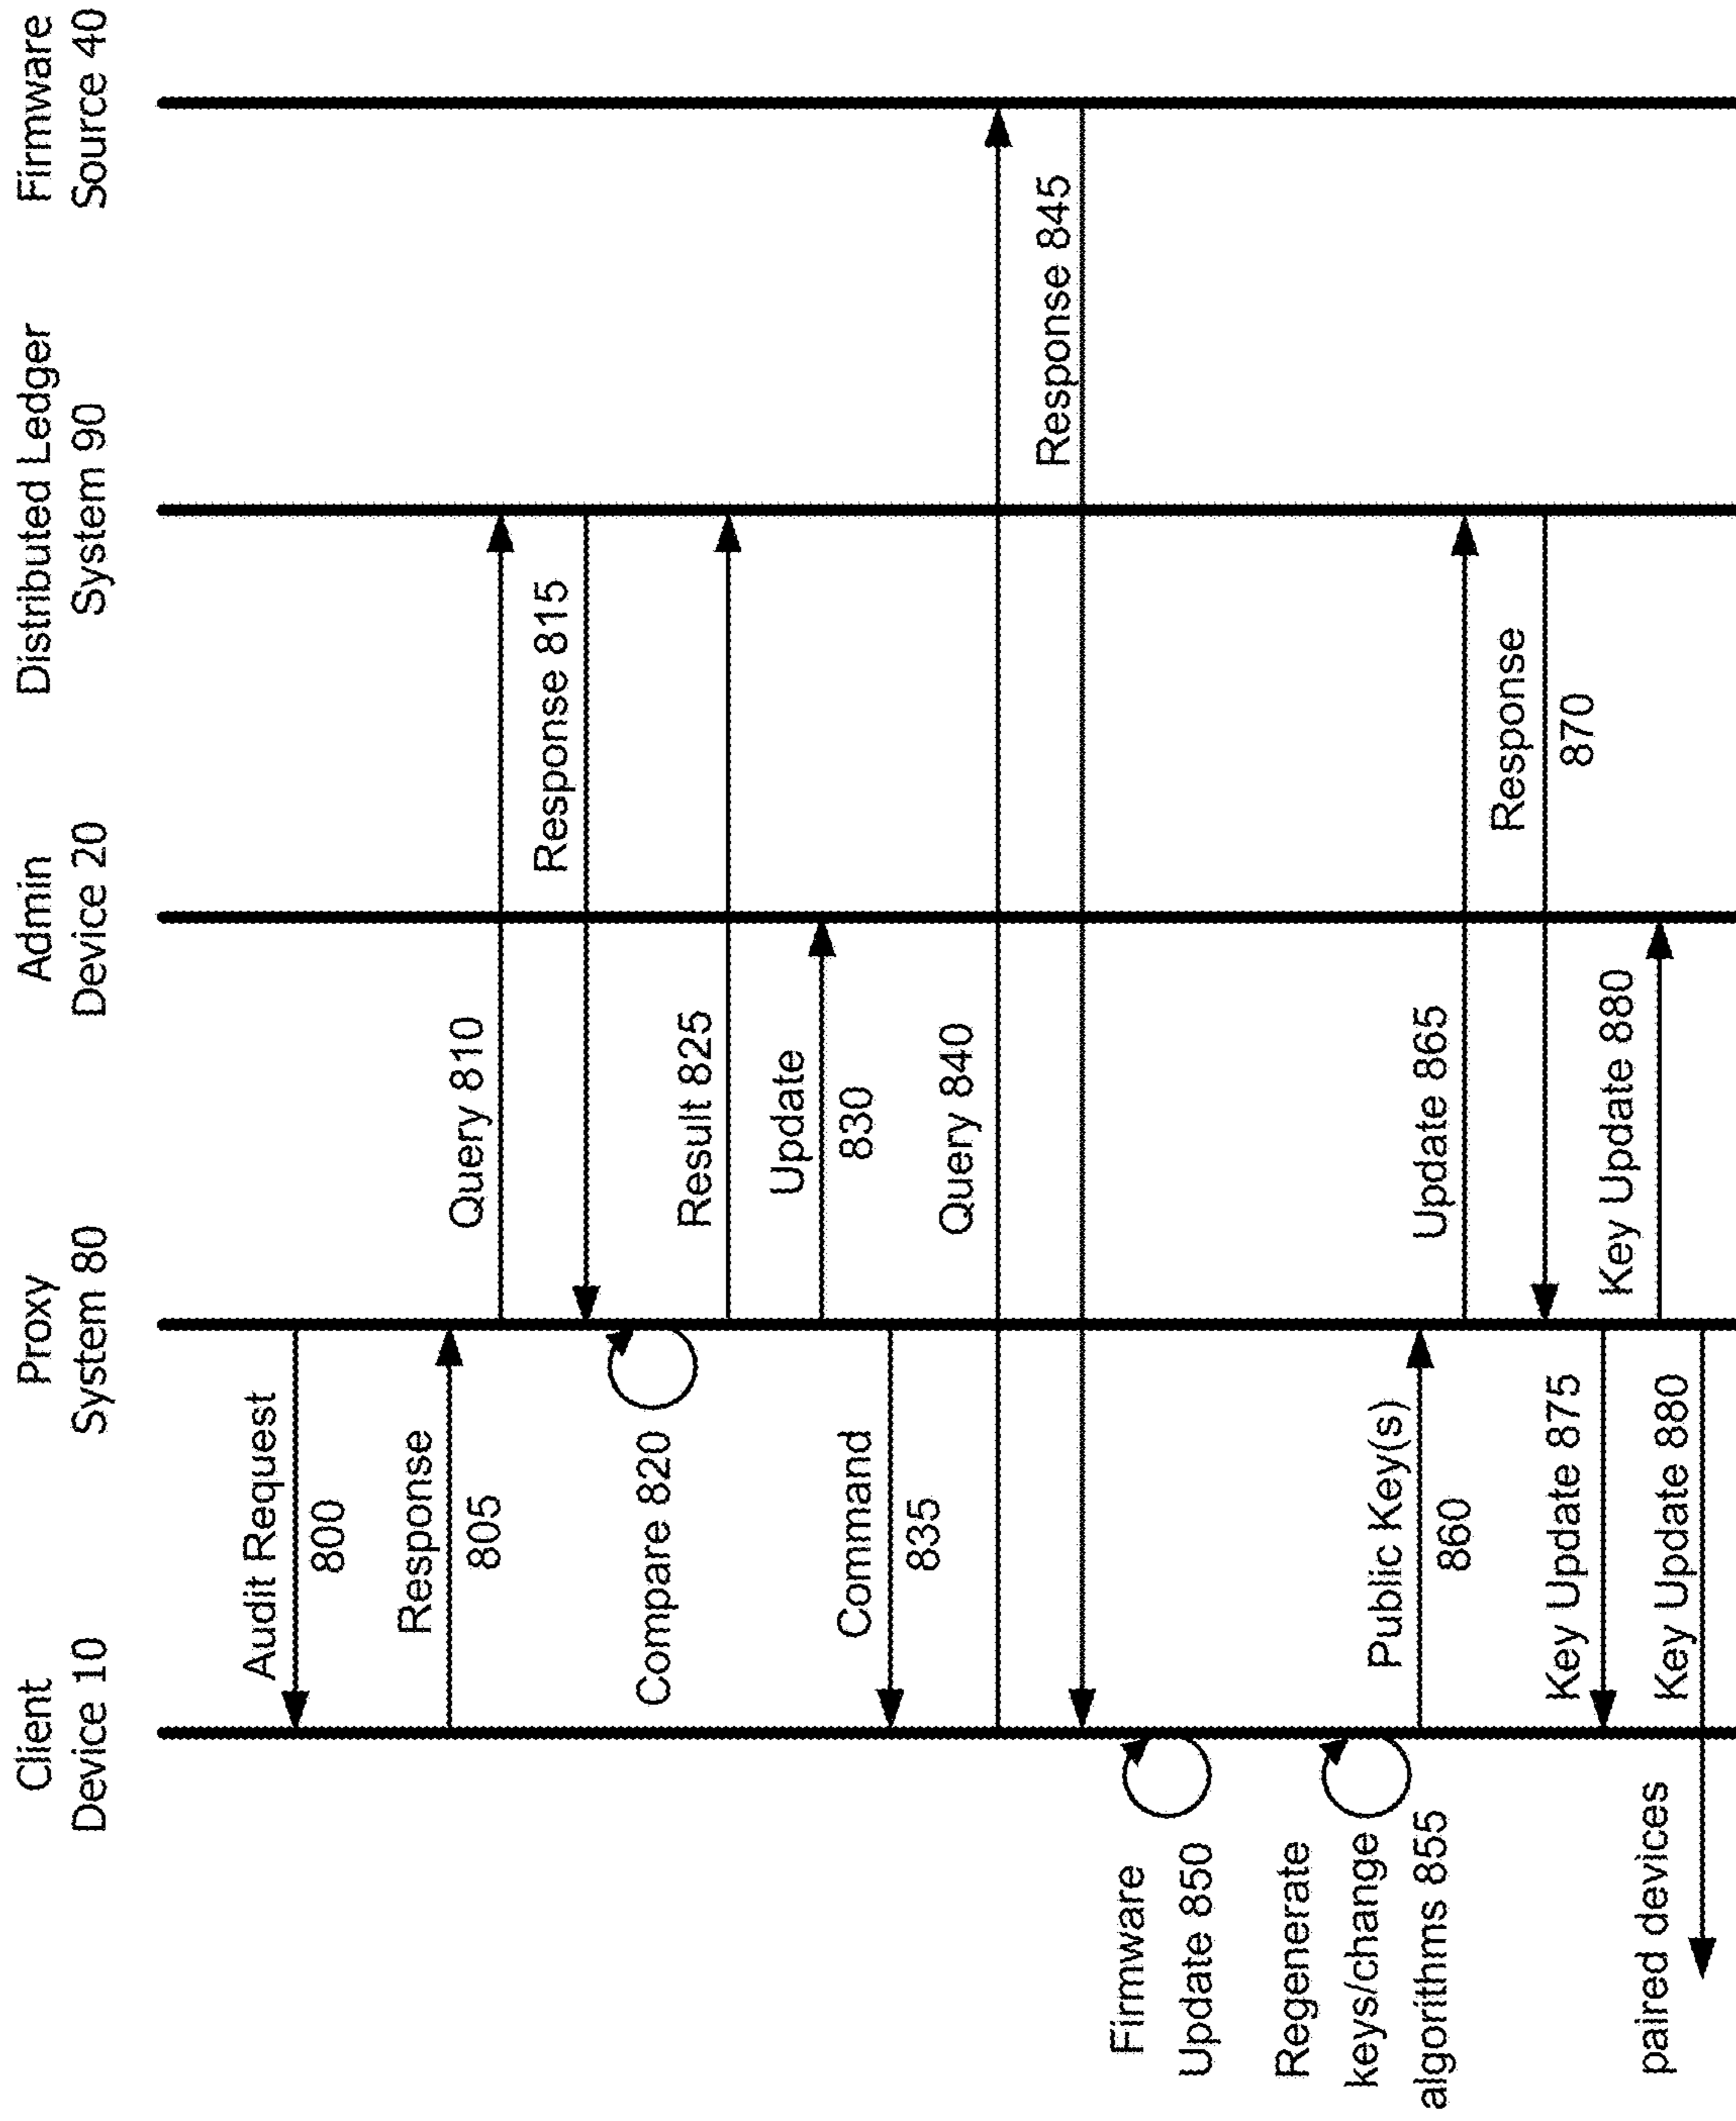 Client
Device 10
Proxy
System 80
Admin
Device 20
Distributed Ledger
System 90
Firmware
Source 40
Audit Request
800
Response
805
Query 810
Response 815
Compare 820
Result 825
Update
830
Command
835
Query 840
Response 845
Firmware
Update 850
Regenerate
keys/change
algorithms 855
Public Key(s)
860
Update 865
Response
870
Key Update 875
Key Update 880
Key Update 880
paired devices